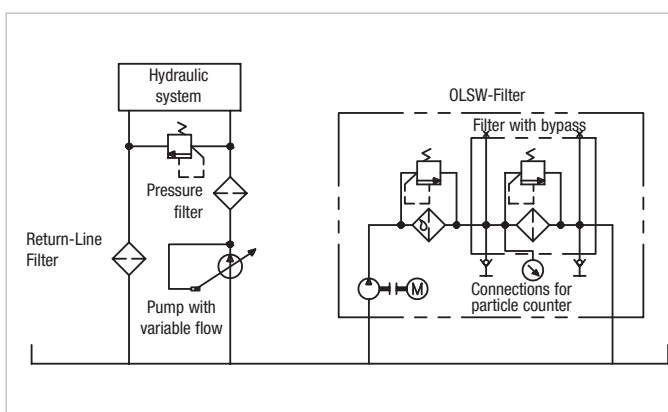 Hydraulic
system
OLSW-Filter
Filter with bypass
Pressure
filter
Return-Line
Filter
Pump with
variable flow
M
Connections for
particle counter